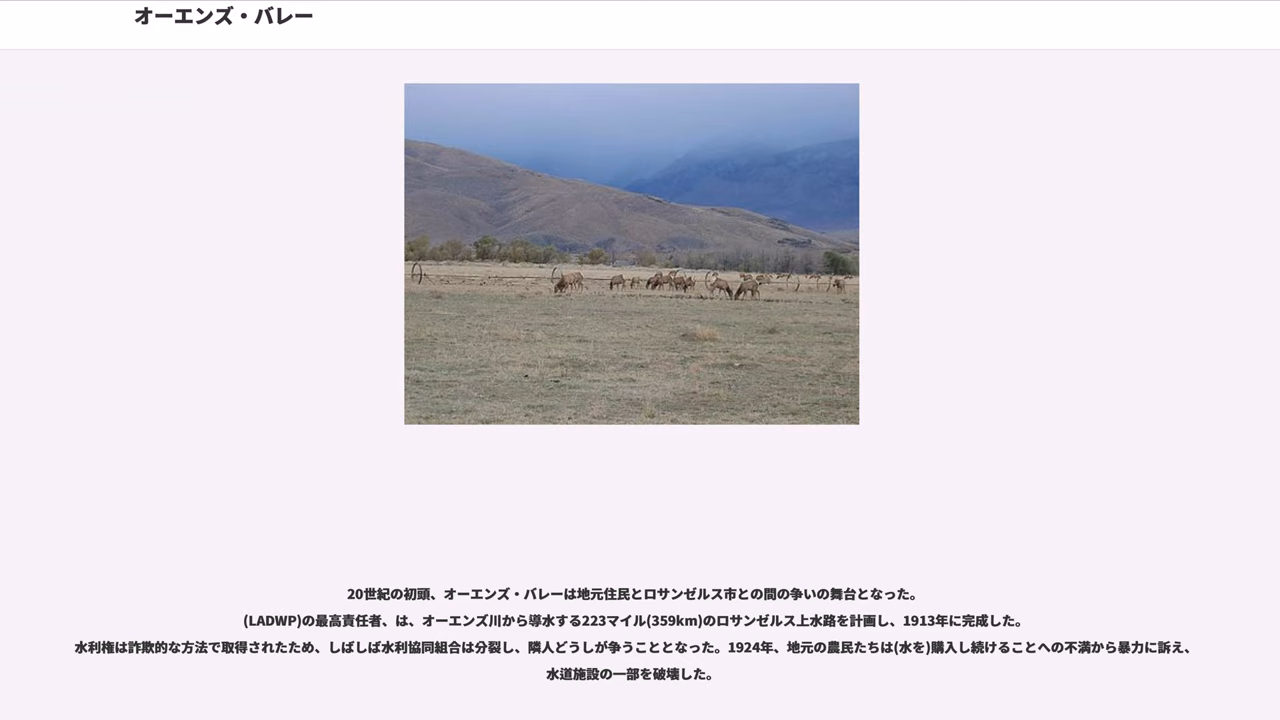 オーエンズ・バレー
20世紀の初頭、オーエンズ・バレーは地元住民とロサンゼルス市との間の争いの舞台となった。
(LADWP)の最高責任者、は、オーエンズ川から導水する223マイル(359km)のロサンゼルス上水路を計画し、1913年に完成した。
水利権は詐欺的な方法で取得されたため、しばしば水利協同組合は分裂し、隣人どうしが争うこととなった。1924年、地元の農民たちは(水を)購入し続けることへの不満から暴力に訴え、
水道施設の一部を破壊した。